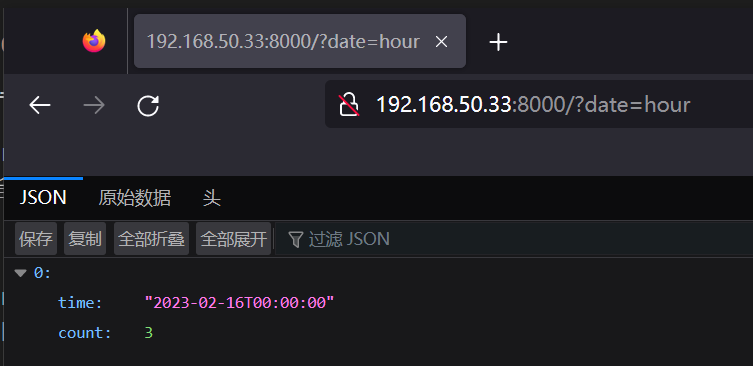 192.168.50.33:8000/?date=hour
192.168.50.33:8000/?date=hour
JSON 原始数据 头
保存 复制 全部折叠 全部展开 过滤 JSON
0:
time: "2023-02-16T00:00:00"
count: 3